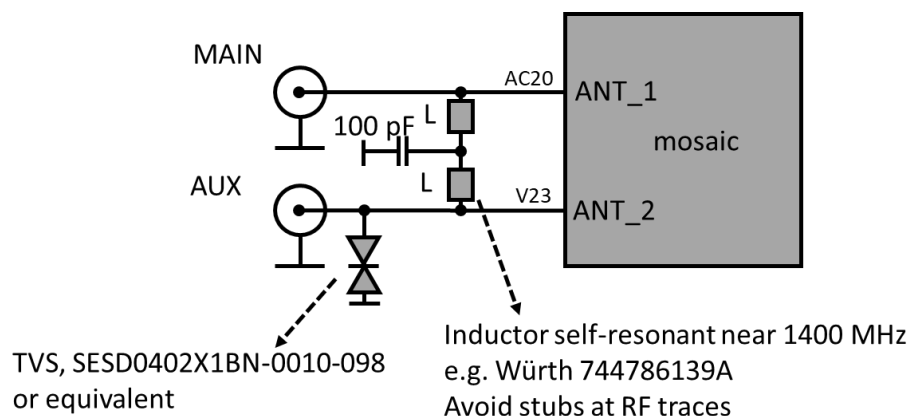 MAIN
AC20
ANT_1
L
100 pF
mosaic
L
AUX
V23
ANT_2
TVS, SESD0402X1BN-0010-098
or equivalent
Inductor self-resonant near 1400 MHz
e.g. Würth 744786139A
Avoid stubs at RF traces